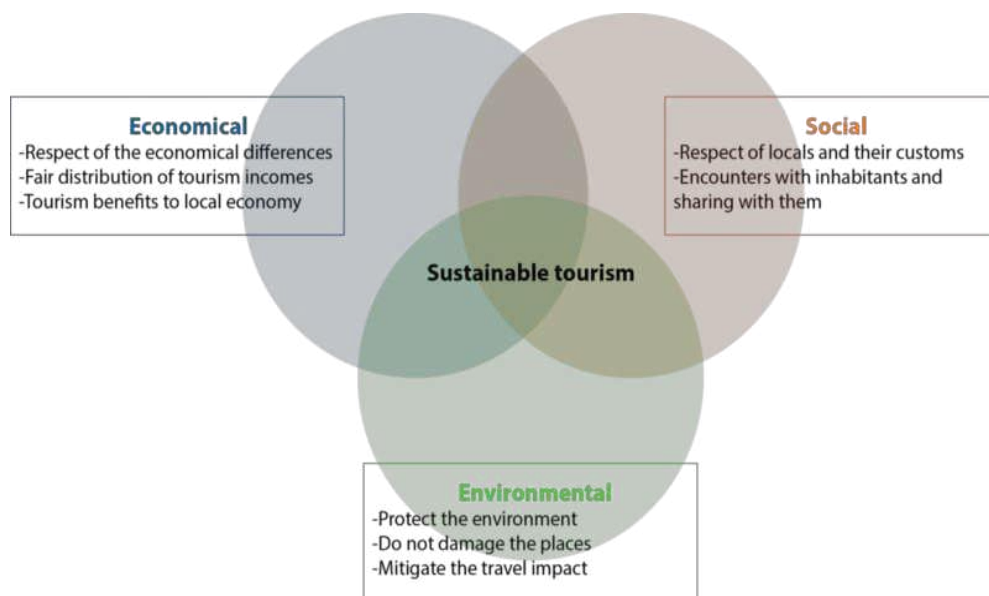 Economical
-Respect of the economical differences
-Fair distribution of tourism incomes
-Tourism benefits to local economy
Social
-Respect of locals and their customs
-Encounters with inhabitants and
sharing with them
Sustainable tourism
Environmental
-Protect the environment
-Do not damage the places
-Mitigate the travel impact